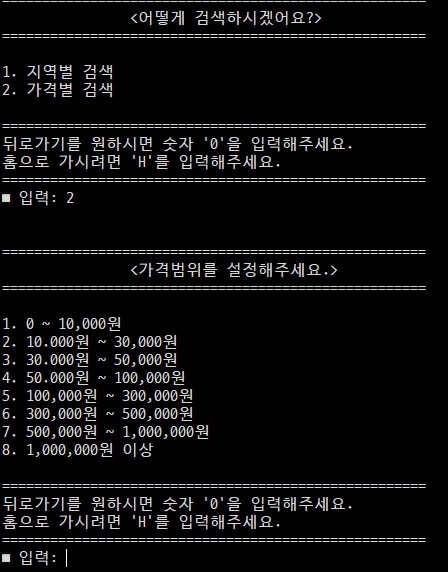 =====================================================
<어떻게 검색하시겠어요?>
=====================================================
1. 지역별 검색
2. 가격별 검색
=====================================================
뒤로가기를 원하시면 숫자 '0'을 입력해주세요.
홈으로 가시려면 'H'를 입력해주세요.
=====================================================
■ 입력: 2
=====================================================
<가격범위를 설정해주세요.>
=====================================================
1. 0 ~ 10,000원
2. 10.000원 ~ 30,000원
3. 30.000원 ~ 50,000원
4. 50.000원 ~ 100,000원
5. 100,000원 ~ 300,000원
6. 300,000원 ~ 500,000원
7. 500,000원 ~ 1,000,000원
8. 1,000,000원 이상
=====================================================
뒤로가기를 원하시면 숫자 '0'을 입력해주세요.
홈으로 가시려면 'H'를 입력해주세요.
=====================================================
■ 입력: